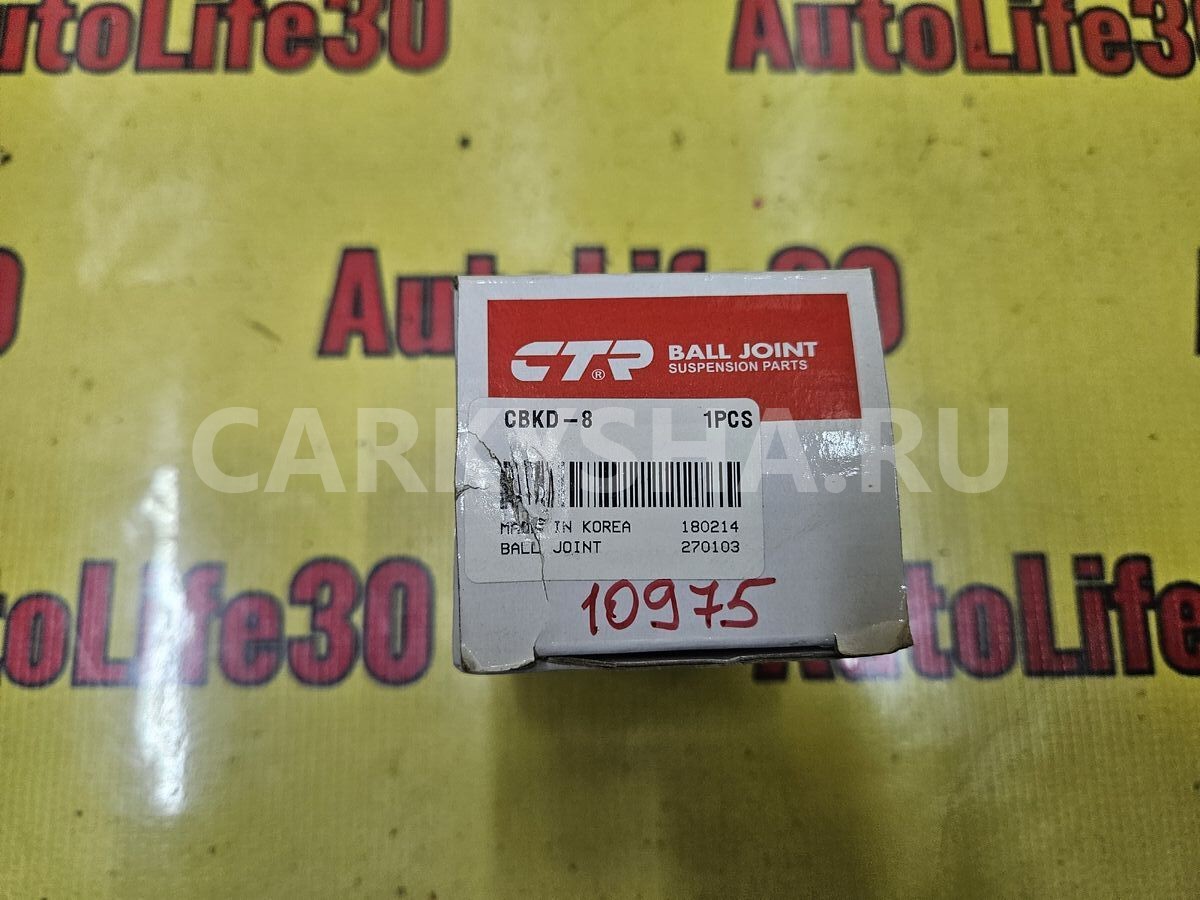 AutoLife30 AutoLife30
AutoLife30
CTR® BALL JOINT
SUSPENSION PARTS
CBKD-8 1PCS
CARKYSHA.RU
MADE IN KOREA 180214
BALL JOINT 270103
10975
AutoLife30 AutoLife